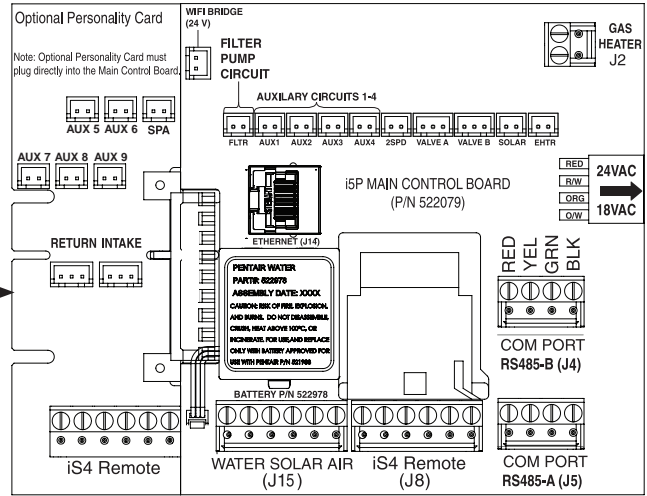 Optional Personality Card
Note: Optional Personality Card must
plug directly into the Main Control Board.
AUX 5 AUX 6 SPA
AUX 7 AUX 8 AUX 9
RETURN INTAKE
iS4 Remote
WIFI BRIDGE
(24 V)
FILTER
PUMP
CIRCUIT
AUXILARY CIRCUITS 1-4
FLTR AUX1 AUX2 AUX3 AUX4 2SPD VALVE A VALVE B SOLAR EHTR
GAS
HEATER
J2
i5P MAIN CONTROL BOARD
(P/N 522079)
ETHERNET (J14)
RED
R/W
ORG
O/W
24VAC
18VAC
PENTAIR WATER
PART#: 522978
ASSEMBLY DATE: XXXX
CAUTION: RISK OF FIRE, EXPLOSION,
AND BURNS. DO NOT DISASSEMBLE,
CRUSH, HEAT ABOVE 100°C, OR
INCINERATE. FOR USE,AND REPLACE
ONLY WITH BATTERY APPROVED FOR
USE WITH PENTAIR P/N 521988
BATTERY P/N 522978
RED YEL GRN BLK
COM PORT
RS485-B (J4)
WATER SOLAR AIR
(J15)
iS4 Remote
(J8)
COM PORT
RS485-A (J5)